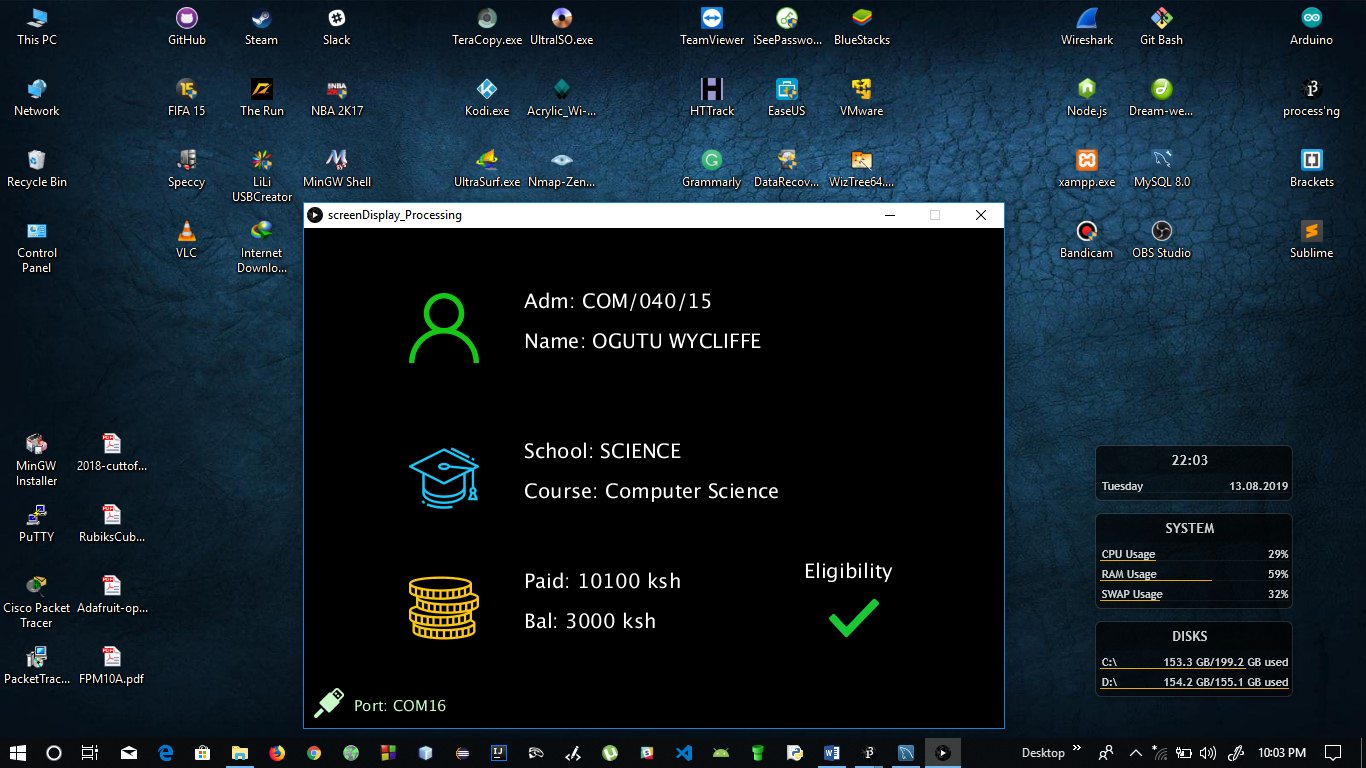 This PC
GitHub
Steam
Slack
TeraCopy.exe
UltraISO.exe
TeamViewer
iSeePasswo...
BlueStacks
Wireshark
Git Bash
Arduino
Network
FIFA 15
The Run
NBA 2K17
Kodi.exe
Acrylic_Wi-...
HTTrack
EaseUS
VMware
Node.js
Dream-we...
process'ng
Recycle Bin
Speccy
LiLi
USBCreator
MinGW Shell
UltraSurf.exe
Nmap-Zen...
Grammarly
DataRecov...
WizTree64....
xampp.exe
MySQL 8.0
Brackets
Control
Panel
VLC
Internet
Downlo...
Bandicam
OBS Studio
Sublime
screenDisplay_Processing
Adm: COM/040/15
Name: OGUTU WYCLIFFE
School: SCIENCE
Course: Computer Science
Paid: 10100 ksh
Bal: 3000 ksh
Eligibility
Port: COM16
MinGW
Installer
2018-cuttof...
PuTTY
RubiksCub...
Cisco Packet
Tracer
Adafruit-op...
PacketTrac...
FPM10A.pdf
22:03
Tuesday 13.08.2019
SYSTEM
CPU Usage 29%
RAM Usage 59%
SWAP Usage 32%
DISKS
C:\ 153.3 GB/199.2 GB used
D:\ 154.2 GB/155.1 GB used
Desktop
10:03 PM